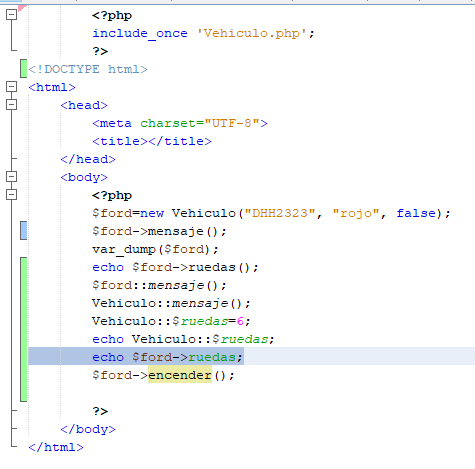 <?php
include_once 'Vehiculo.php';
?>
<!DOCTYPE html>
<html>
<head>
<meta charset="UTF-8">
<title></title>
</head>
<body>
<?php
$ford=new Vehiculo("DHH2323", "rojo", false);
$ford->mensaje();
var_dump($ford);
echo $ford->ruedas();
$ford::mensaje();
Vehiculo::mensaje();
Vehiculo::$ruedas=6;
echo Vehiculo::$ruedas;
echo $ford->ruedas;
$ford->encender();
?>
</body>
</html>